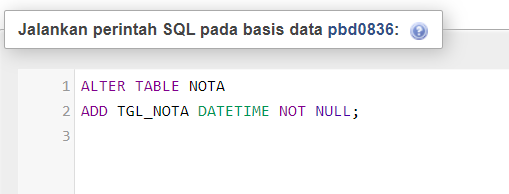 Jalankan perintah SQL pada basis data pbd0836:
1 ALTER TABLE NOTA
2 ADD TGL_NOTA DATETIME NOT NULL;
3